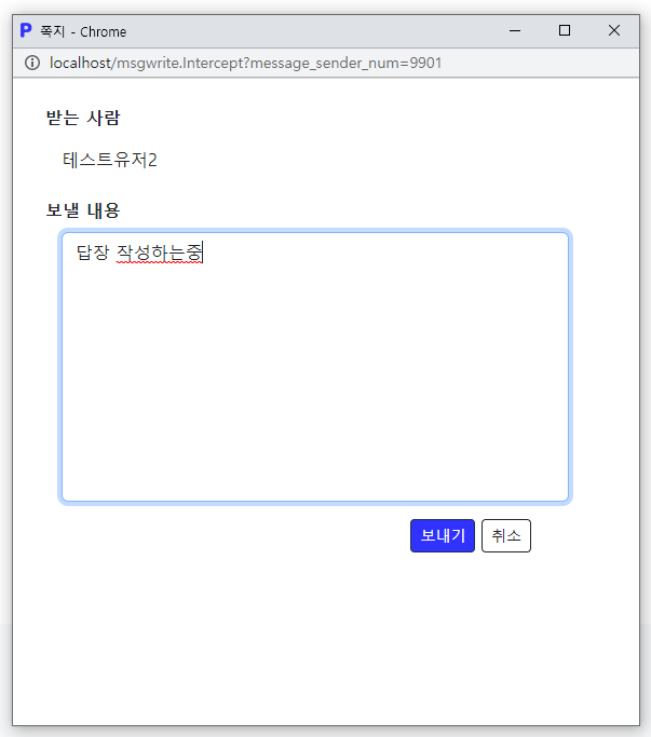 P 쪽지 - Chrome
localhost/msgwrite.Intercept?message_sender_num=9901
받는 사람
테스트유저2
보낼 내용
답장 작성하는중
보내기 취소